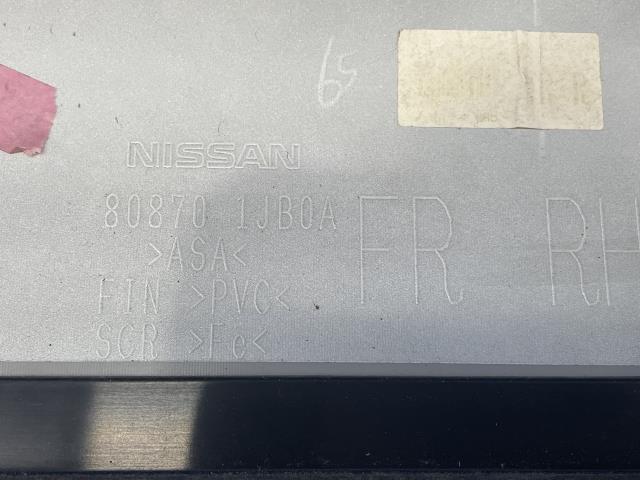 65
NISSAN
80870 1JB0A
>ASA<
FIN >PVC<
SCR >Fe<
FR RH